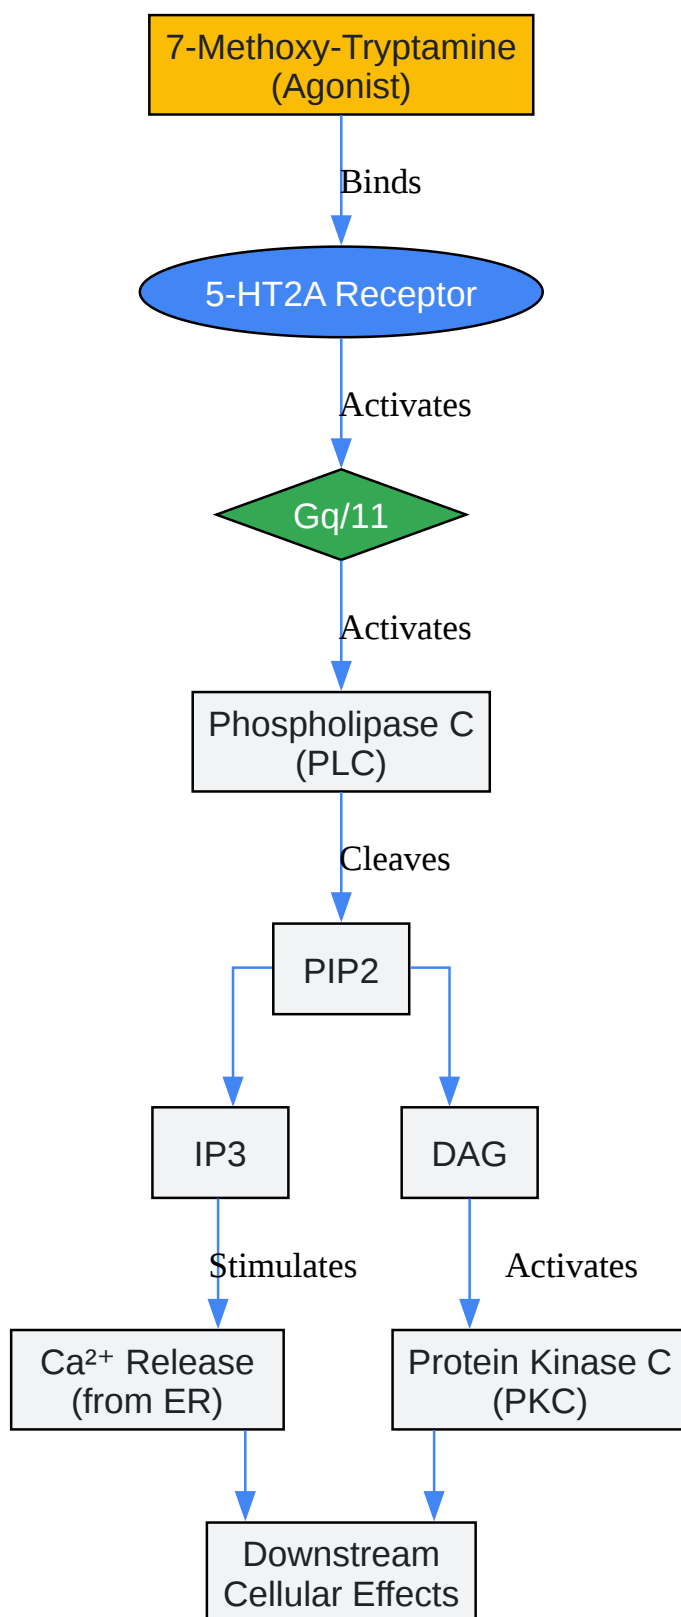 7-Methoxy-Tryptamine
(Agonist)
Binds
5-HT2A Receptor
Activates
Gq/11
Activates
Phospholipase C
(PLC)
Cleaves
PIP2
IP3
DAG
Stimulates
Activates
Ca²⁺ Release
(from ER)
Protein Kinase C
(PKC)
Downstream
Cellular Effects